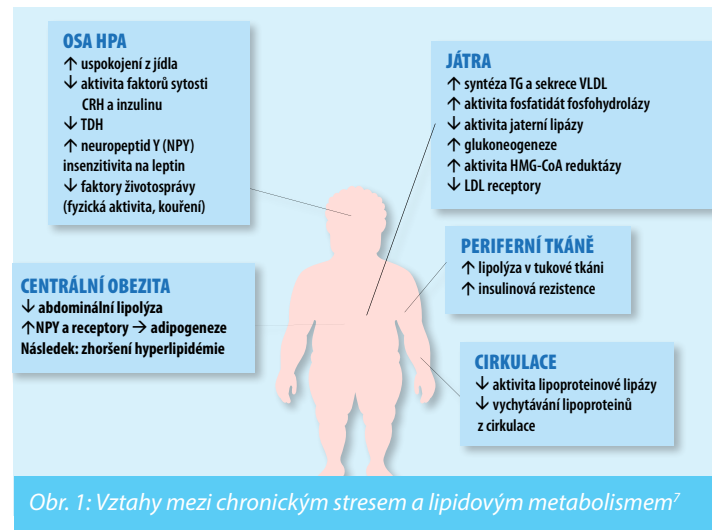 OSA HPA
↑ uspokojení z jídla
↓ aktivita faktorů sytosti
CRH a inzulinu
↓ TDH
↑ neuropeptid Y (NPY)
insenzitivita na leptin
↓ faktory životosprávy
(fyzická aktivita, kouření)
JÁTRA
↑ syntéza TG a sekrece VLDL
↑ aktivita fosfatidát fosfohydrolázy
↓ aktivita jaterní lipázy
↑ glukoneogeneze
↑ aktivita HMG-CoA reduktázy
↓ LDL receptory
PERIFERNÍ TKÁNĚ
↑ lipolýza v tukové tkáni
↑ insulinová rezistence
CENTRÁLNÍ OBEZITA
↓ abdominální lipolýza
↑NPY a receptory → adipogeneze
Následek: zhoršení hyperlipidémie
CIRKULACE
↓ aktivita lipoproteinové lipázy
↓ vychytávání lipoproteinů
z cirkulace
Obr. 1: Vztahy mezi chronickým stresem a lipidovým metabolismem⁷